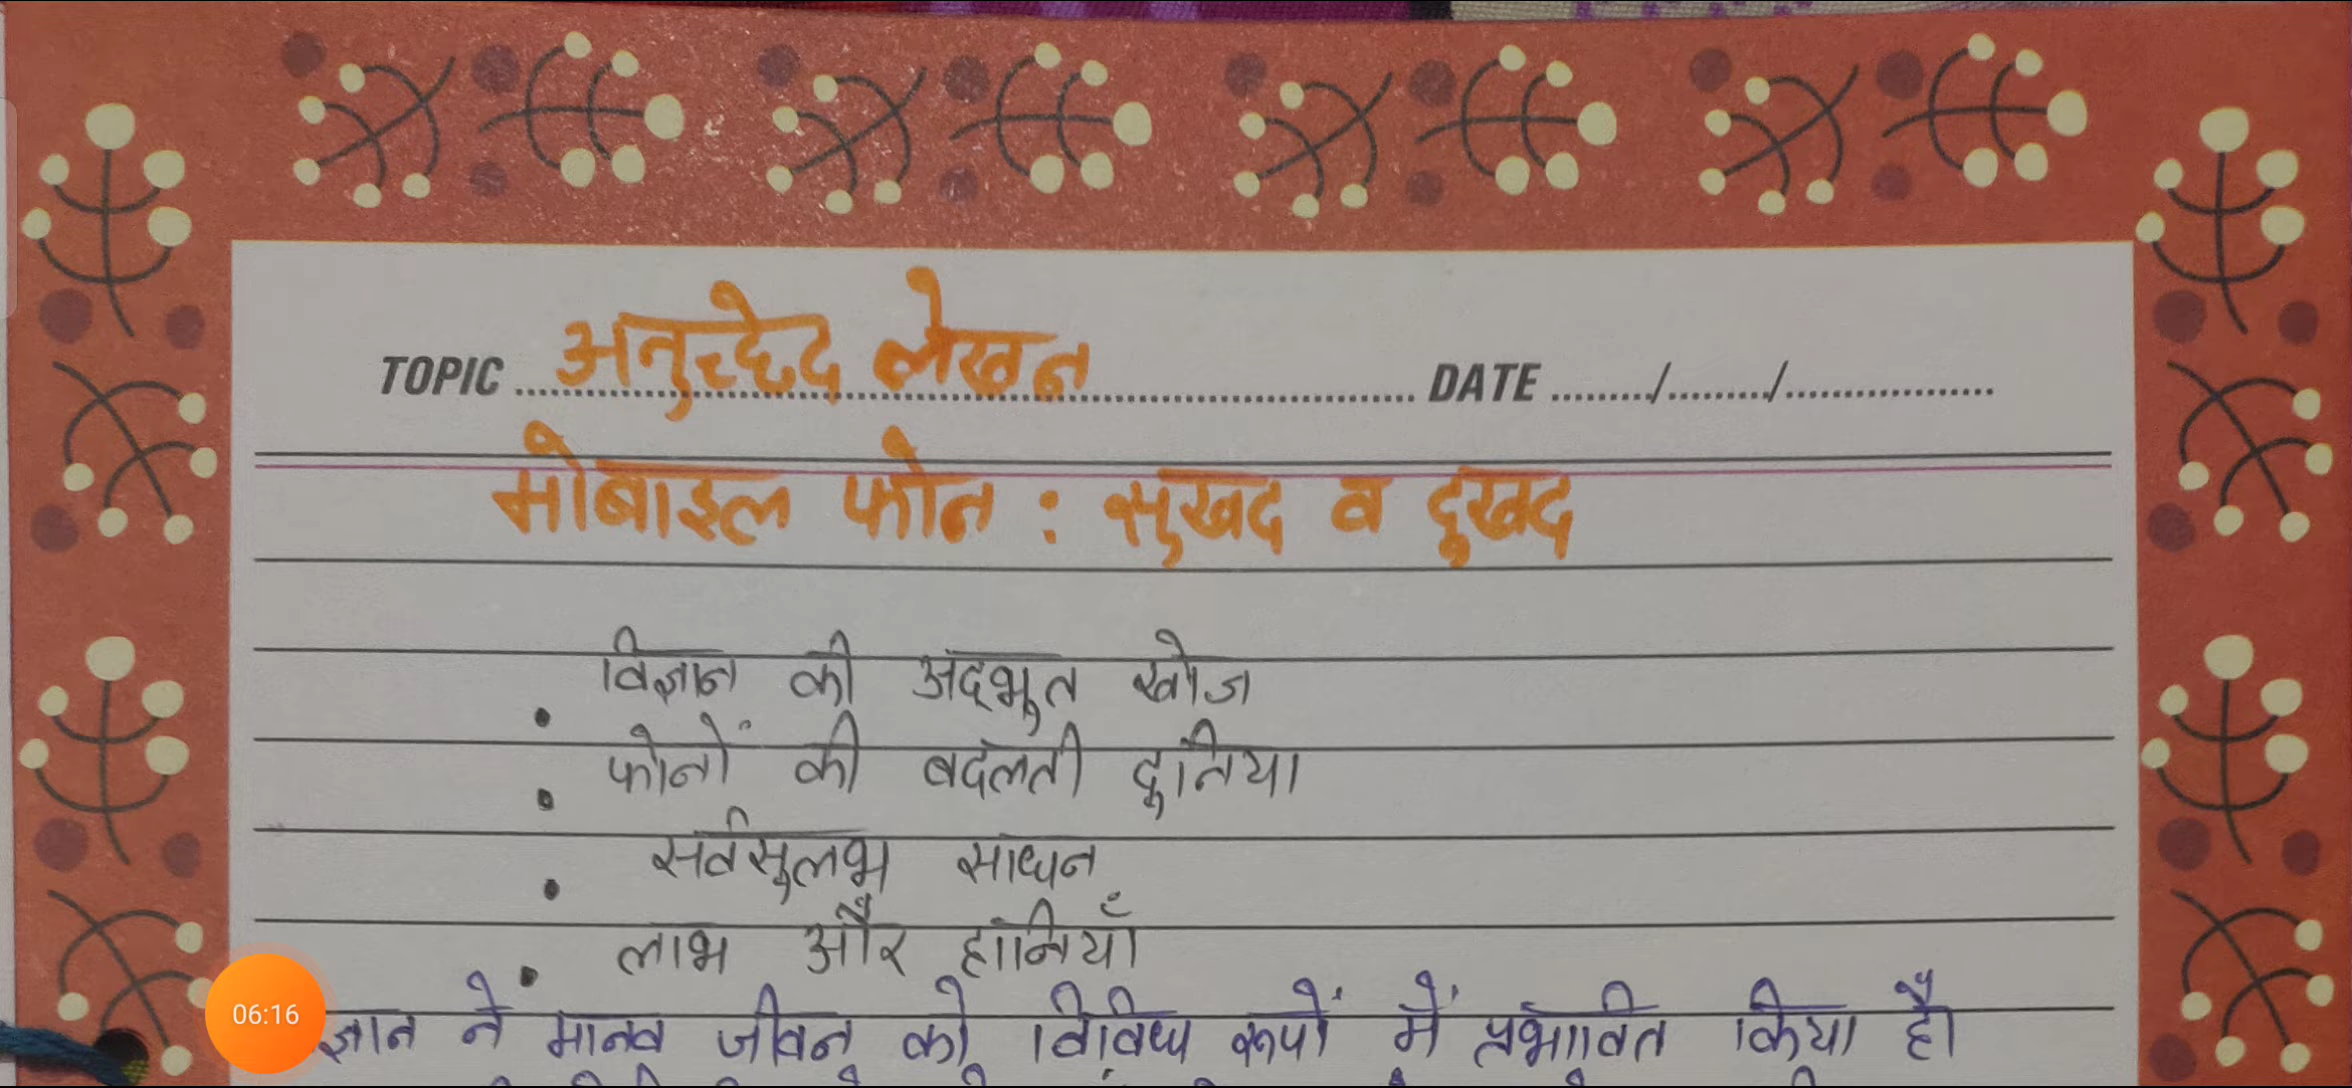 TOPIC अनुच्छेद लेखन DATE ......../........./.................
मोबाइल फोन : सुखद व दुखद
• विज्ञान की अद्भुत खोज
• फोनों की बदलती दुनिया
• सर्वसुलभ साधन
• लाभ और हानियाँ
ज्ञान ने मानव जीवन को विविध रूपों में प्रभावित किया है।
06:16